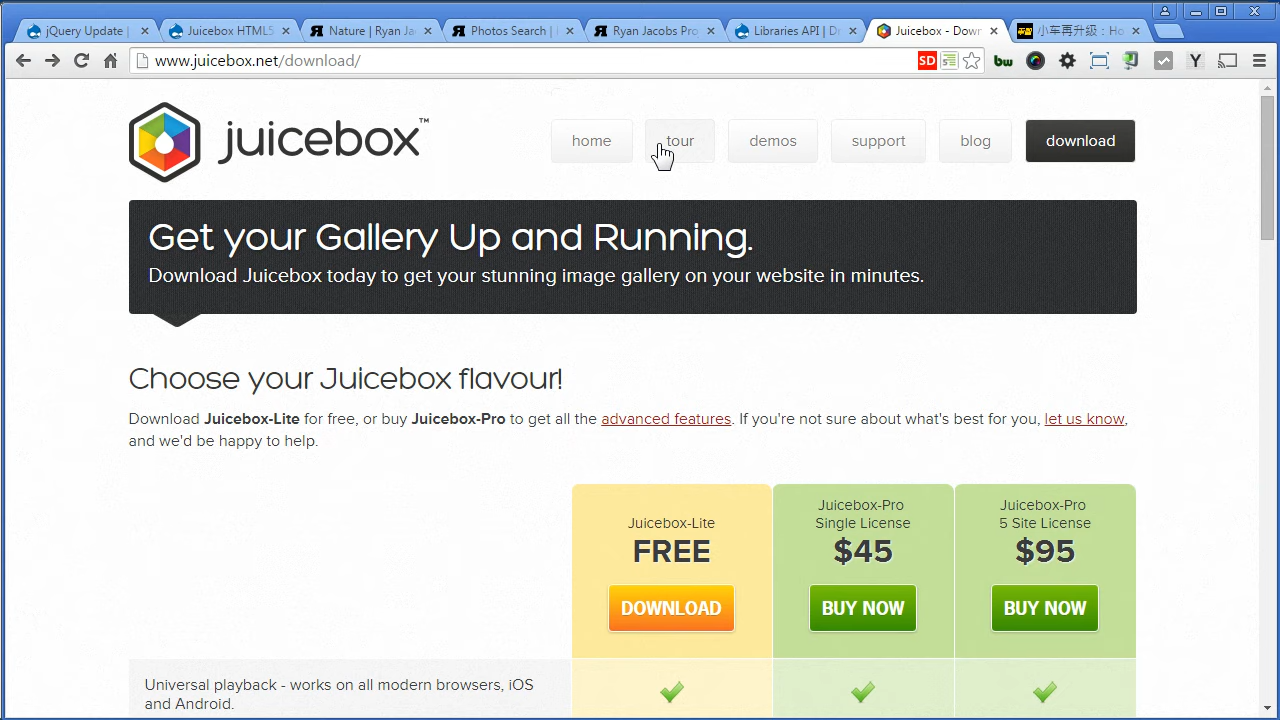 jQuery Update |
Juicebox HTML5
Nature | Ryan Ja
Photos Search |
Ryan Jacobs Pro
Libraries API | D
Juicebox - Down
小车再升級：Ho
www.juicebox.net/download/
SD
bw
Y
juicebox™
home
tour
demos
support
blog
download
Get your Gallery Up and Running.
Download Juicebox today to get your stunning image gallery on your website in minutes.
Choose your Juicebox flavour!
Download Juicebox-Lite for free, or buy Juicebox-Pro to get all the advanced features. If you're not sure about what's best for you, let us know,
and we'd be happy to help.
Juicebox-Lite
FREE
DOWNLOAD
Juicebox-Pro
Single License
$45
BUY NOW
Juicebox-Pro
5 Site License
$95
BUY NOW
Universal playback - works on all modern browsers, iOS
and Android.